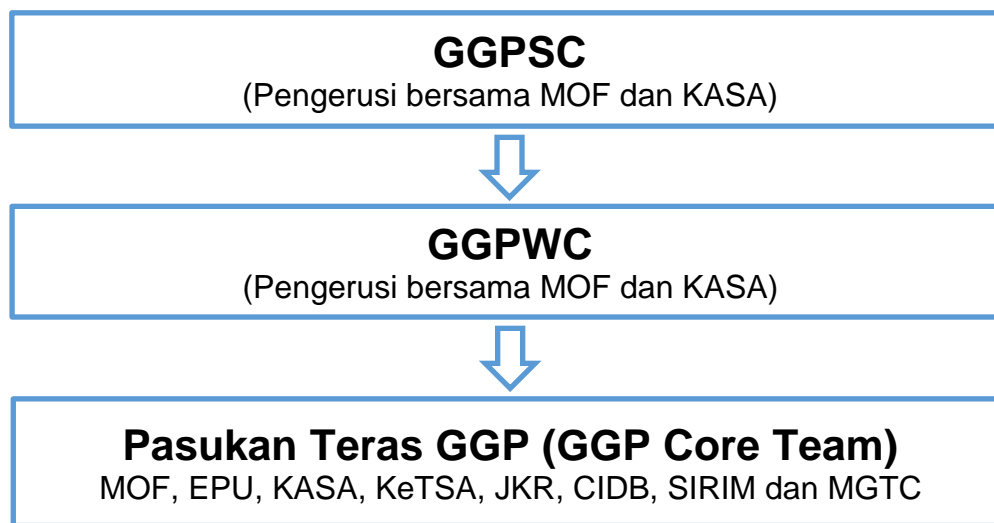 GGPSC
(Pengerusi bersama MOF dan KASA)
GGPWC
(Pengerusi bersama MOF dan KASA)
Pasukan Teras GGP (GGP Core Team)
MOF, EPU, KASA, KeTSA, JKR, CIDB, SIRIM dan MGTC